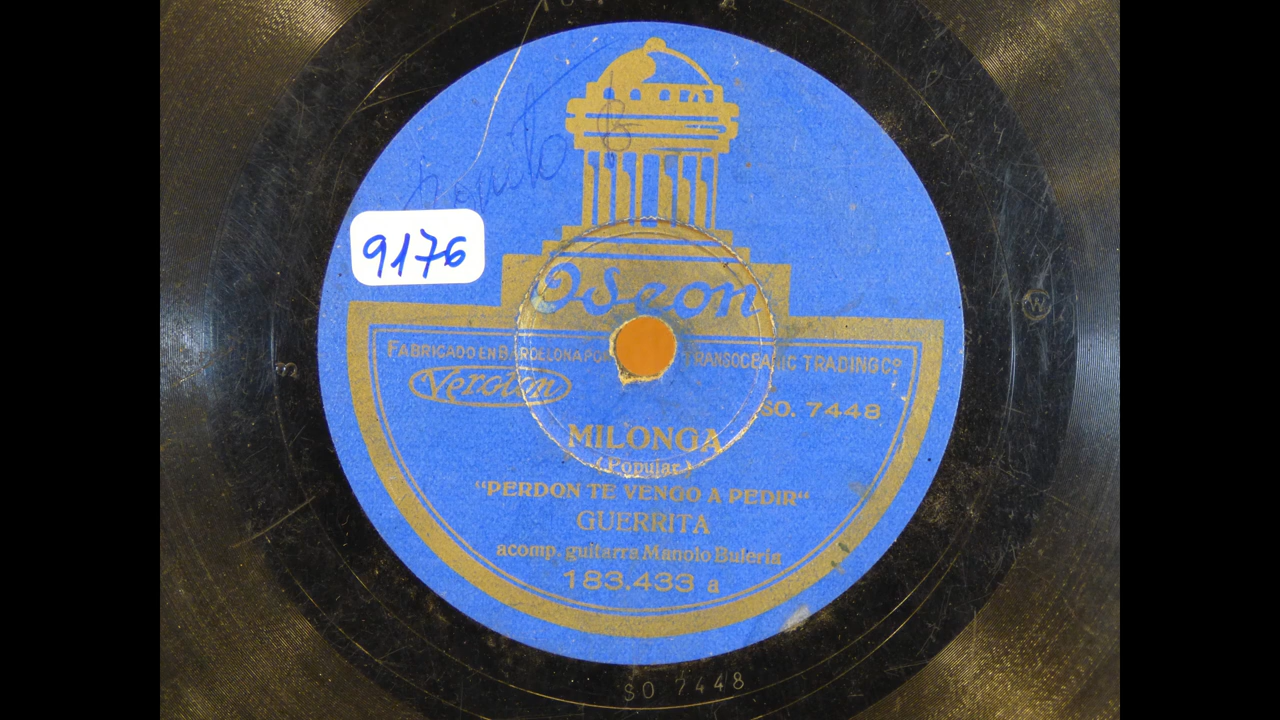 9176
Odeon
FABRICADO EN BARCELONA POR TRANSOCEANIC TRADING Cº
Veroton
SO. 7448
MILONGA
(Popular)
“PERDON TE VENGO A PEDIR“
GUERRITA
acomp. guitarra Manolo Bulería
183.433 a
W
SO 7448